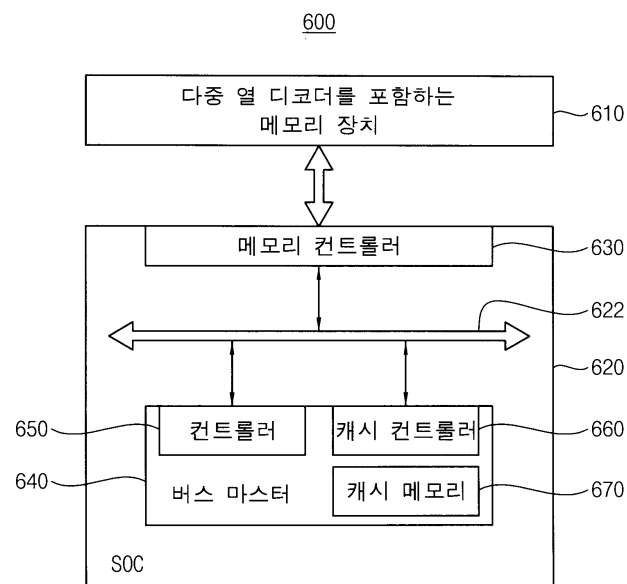 600
다중 열 디코더를 포함하는
메모리 장치
610
메모리 컨트롤러
630
622
620
650
컨트롤러
캐시 컨트롤러
660
640
버스 마스터
캐시 메모리
670
SOC